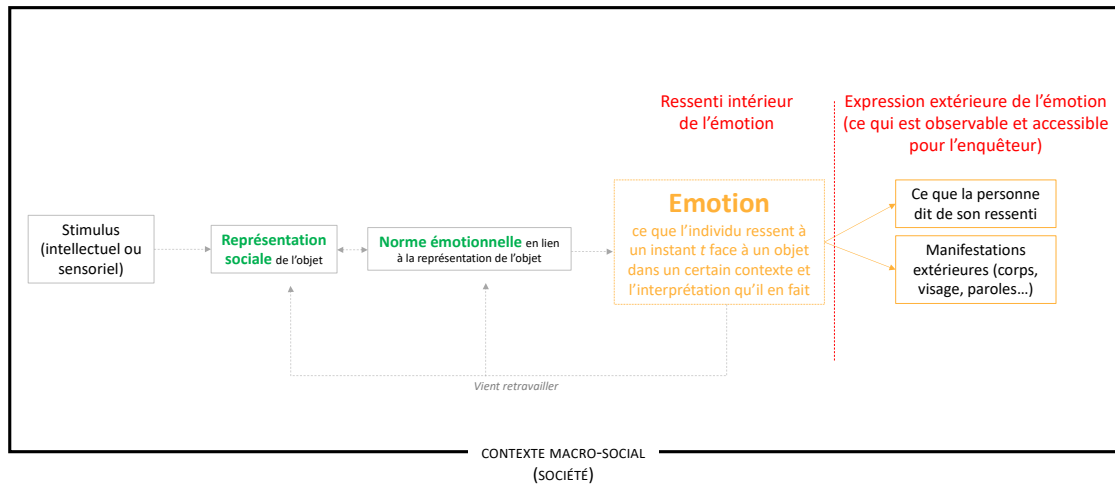 Ressenti intérieur
de l’émotion
Expression extérieure de l’émotion
(ce qui est observable et accessible
pour l’enquêteur)
Stimulus
(intellectuel ou
sensoriel)
Représentation
sociale de l’objet
Norme émotionnelle en lien
à la représentation de l’objet
Emotion
ce que l’individu ressent à
un instant t face à un objet
dans un certain contexte et
l’interprétation qu’il en fait
Ce que la personne
dit de son ressenti
Manifestations
extérieures (corps,
visage, paroles…)
Vient retravailler
CONTEXTE MACRO-SOCIAL
(SOCIÉTÉ)